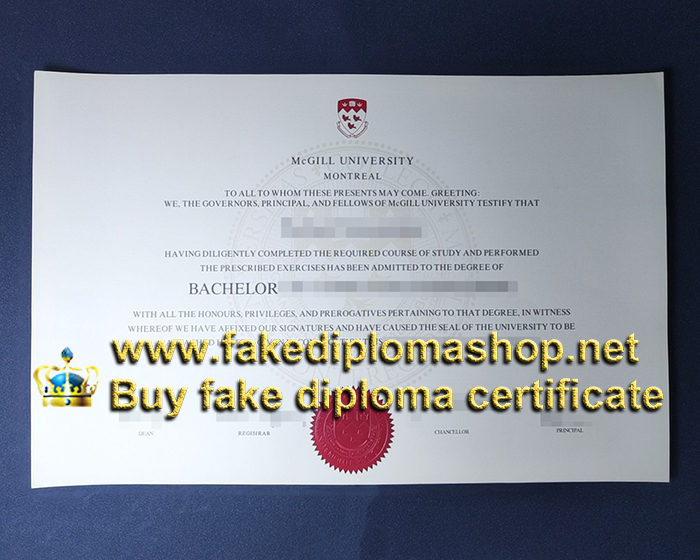 McGILL UNIVERSITY
MONTREAL
TO ALL TO WHOM THESE PRESENTS MAY COME. GREETING:
WE, THE GOVERNORS, PRINCIPAL, AND FELLOWS OF McGILL UNIVERSITY TESTIFY THAT
HAVING DILIGENTLY COMPLETED THE REQUIRED COURSE OF STUDY AND PERFORMED
THE PRESCRIBED EXERCISES HAS BEEN ADMITTED TO THE DEGREE OF
BACHELOR
WITH ALL THE HONOURS, PRIVILEGES, AND PREROGATIVES PERTAINING TO THAT DEGREE, IN WITNESS
WHEREOF WE HAVE AFFIXED OUR SIGNATURES AND HAVE CAUSED THE SEAL OF THE UNIVERSITY TO BE
www.fakediplomashop.net
Buy fake diploma certificate
DEAN REGISIRAR CHANCELLOR PRINCIPAL